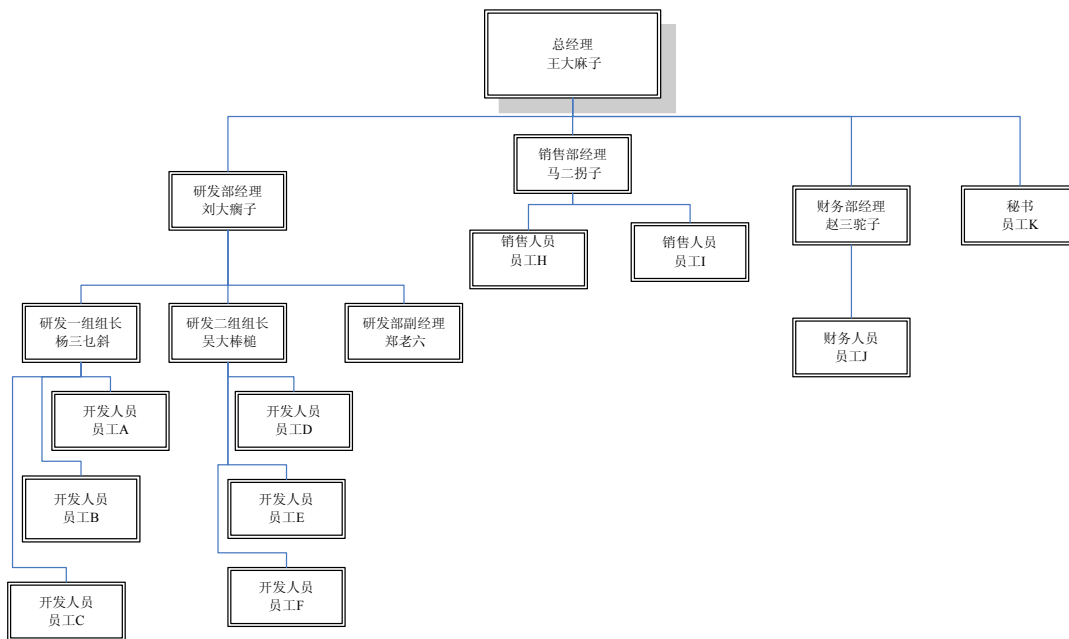 总经理
王大麻子
销售部经理
马二拐子
研发部经理
刘大瘸子
财务部经理
赵三驼子
秘书
员工K
销售人员
员工H
销售人员
员工I
研发一组组长
杨三乜斜
研发二组组长
吴大棒槌
研发部副经理
郑老六
财务人员
员工J
开发人员
员工A
开发人员
员工D
开发人员
员工B
开发人员
员工E
开发人员
员工C
开发人员
员工F